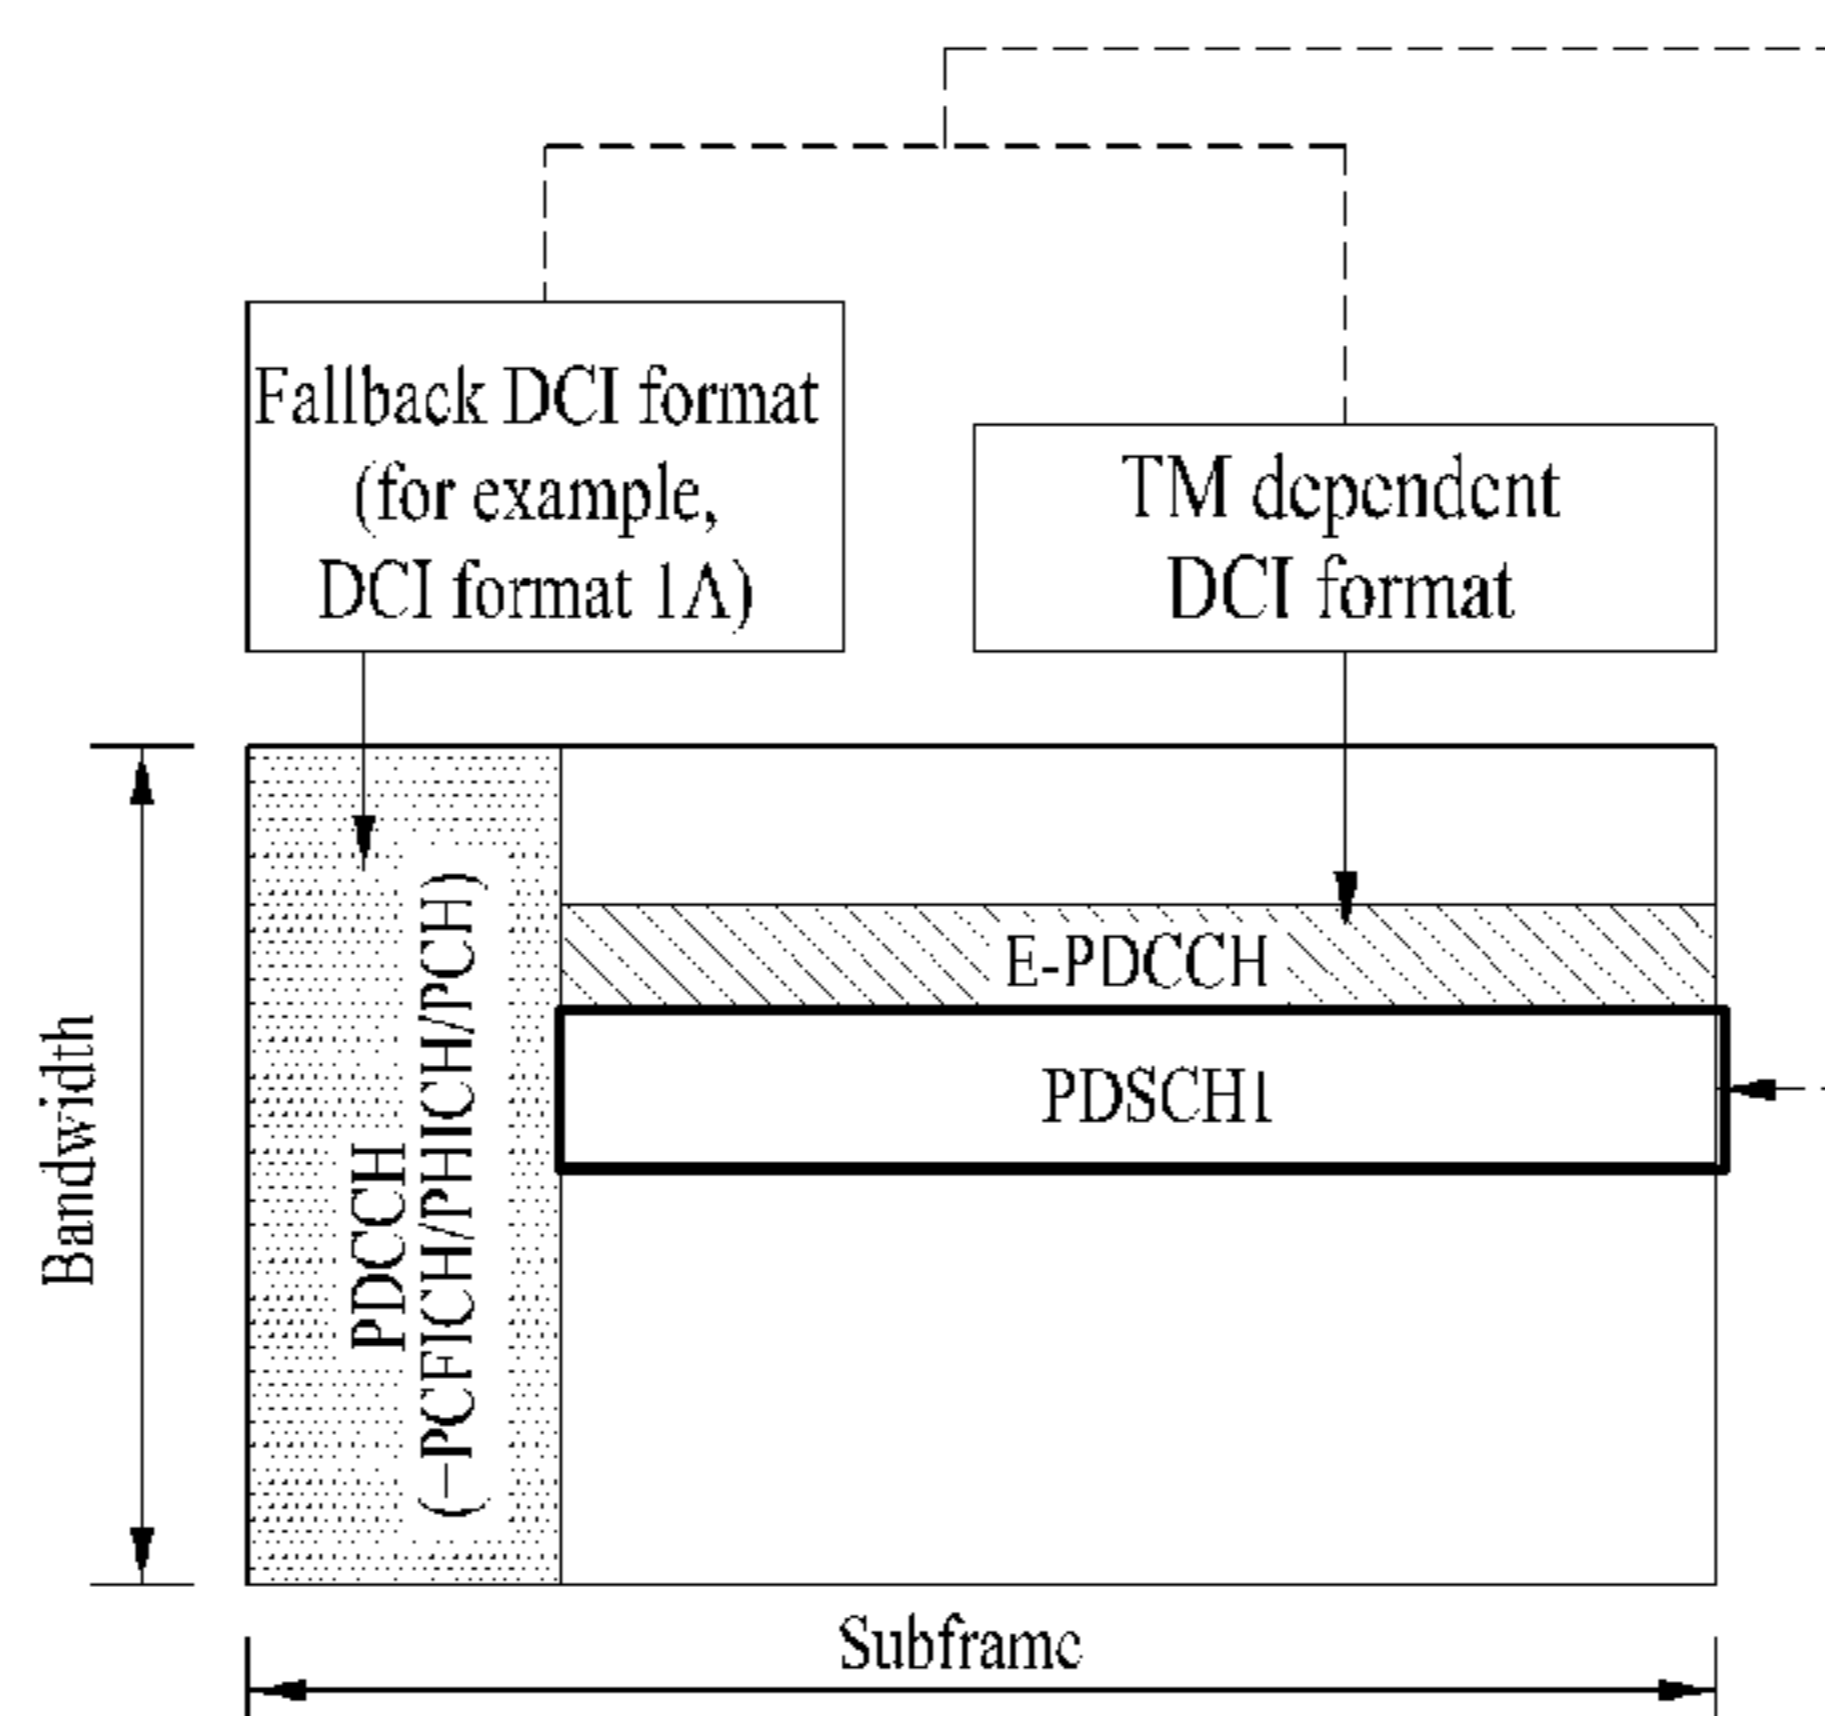 Fallback DCI format
(for example,
DCI format 1A)
TM dependent
DCI format
E-PDCCH
PDSCH1
PDCCH
(-PCFICH/PHICH/PCH)
Bandwidth
Subframe